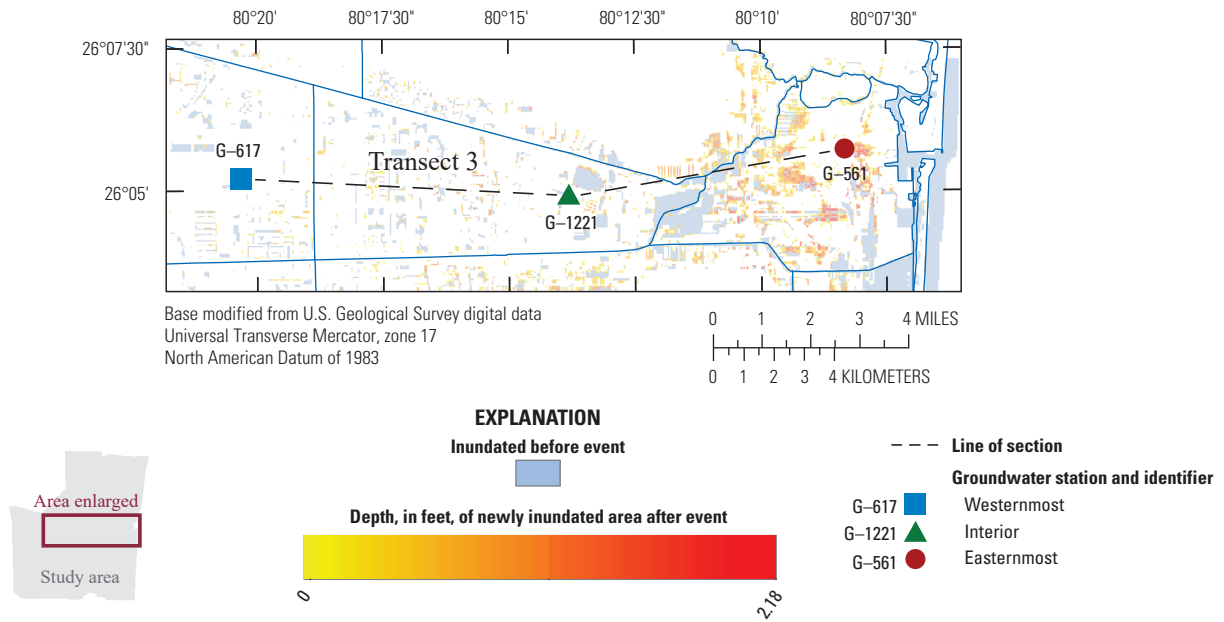 80°20' 80°17'30" 80°15' 80°12'30" 80°10' 80°07'30"
26°07'30"
G–617
Transect 3
G–561
26°05'
G–1221
Base modified from U.S. Geological Survey digital data
Universal Transverse Mercator, zone 17
North American Datum of 1983
0 1 2 3 4 MILES
0 1 2 3 4 KILOMETERS
EXPLANATION
Inundated before event
Depth, in feet, of newly inundated area after event
0 2.18
Area enlarged
Study area
Line of section
Groundwater station and identifier
G–617 Westernmost
G–1221 Interior
G–561 Easternmost